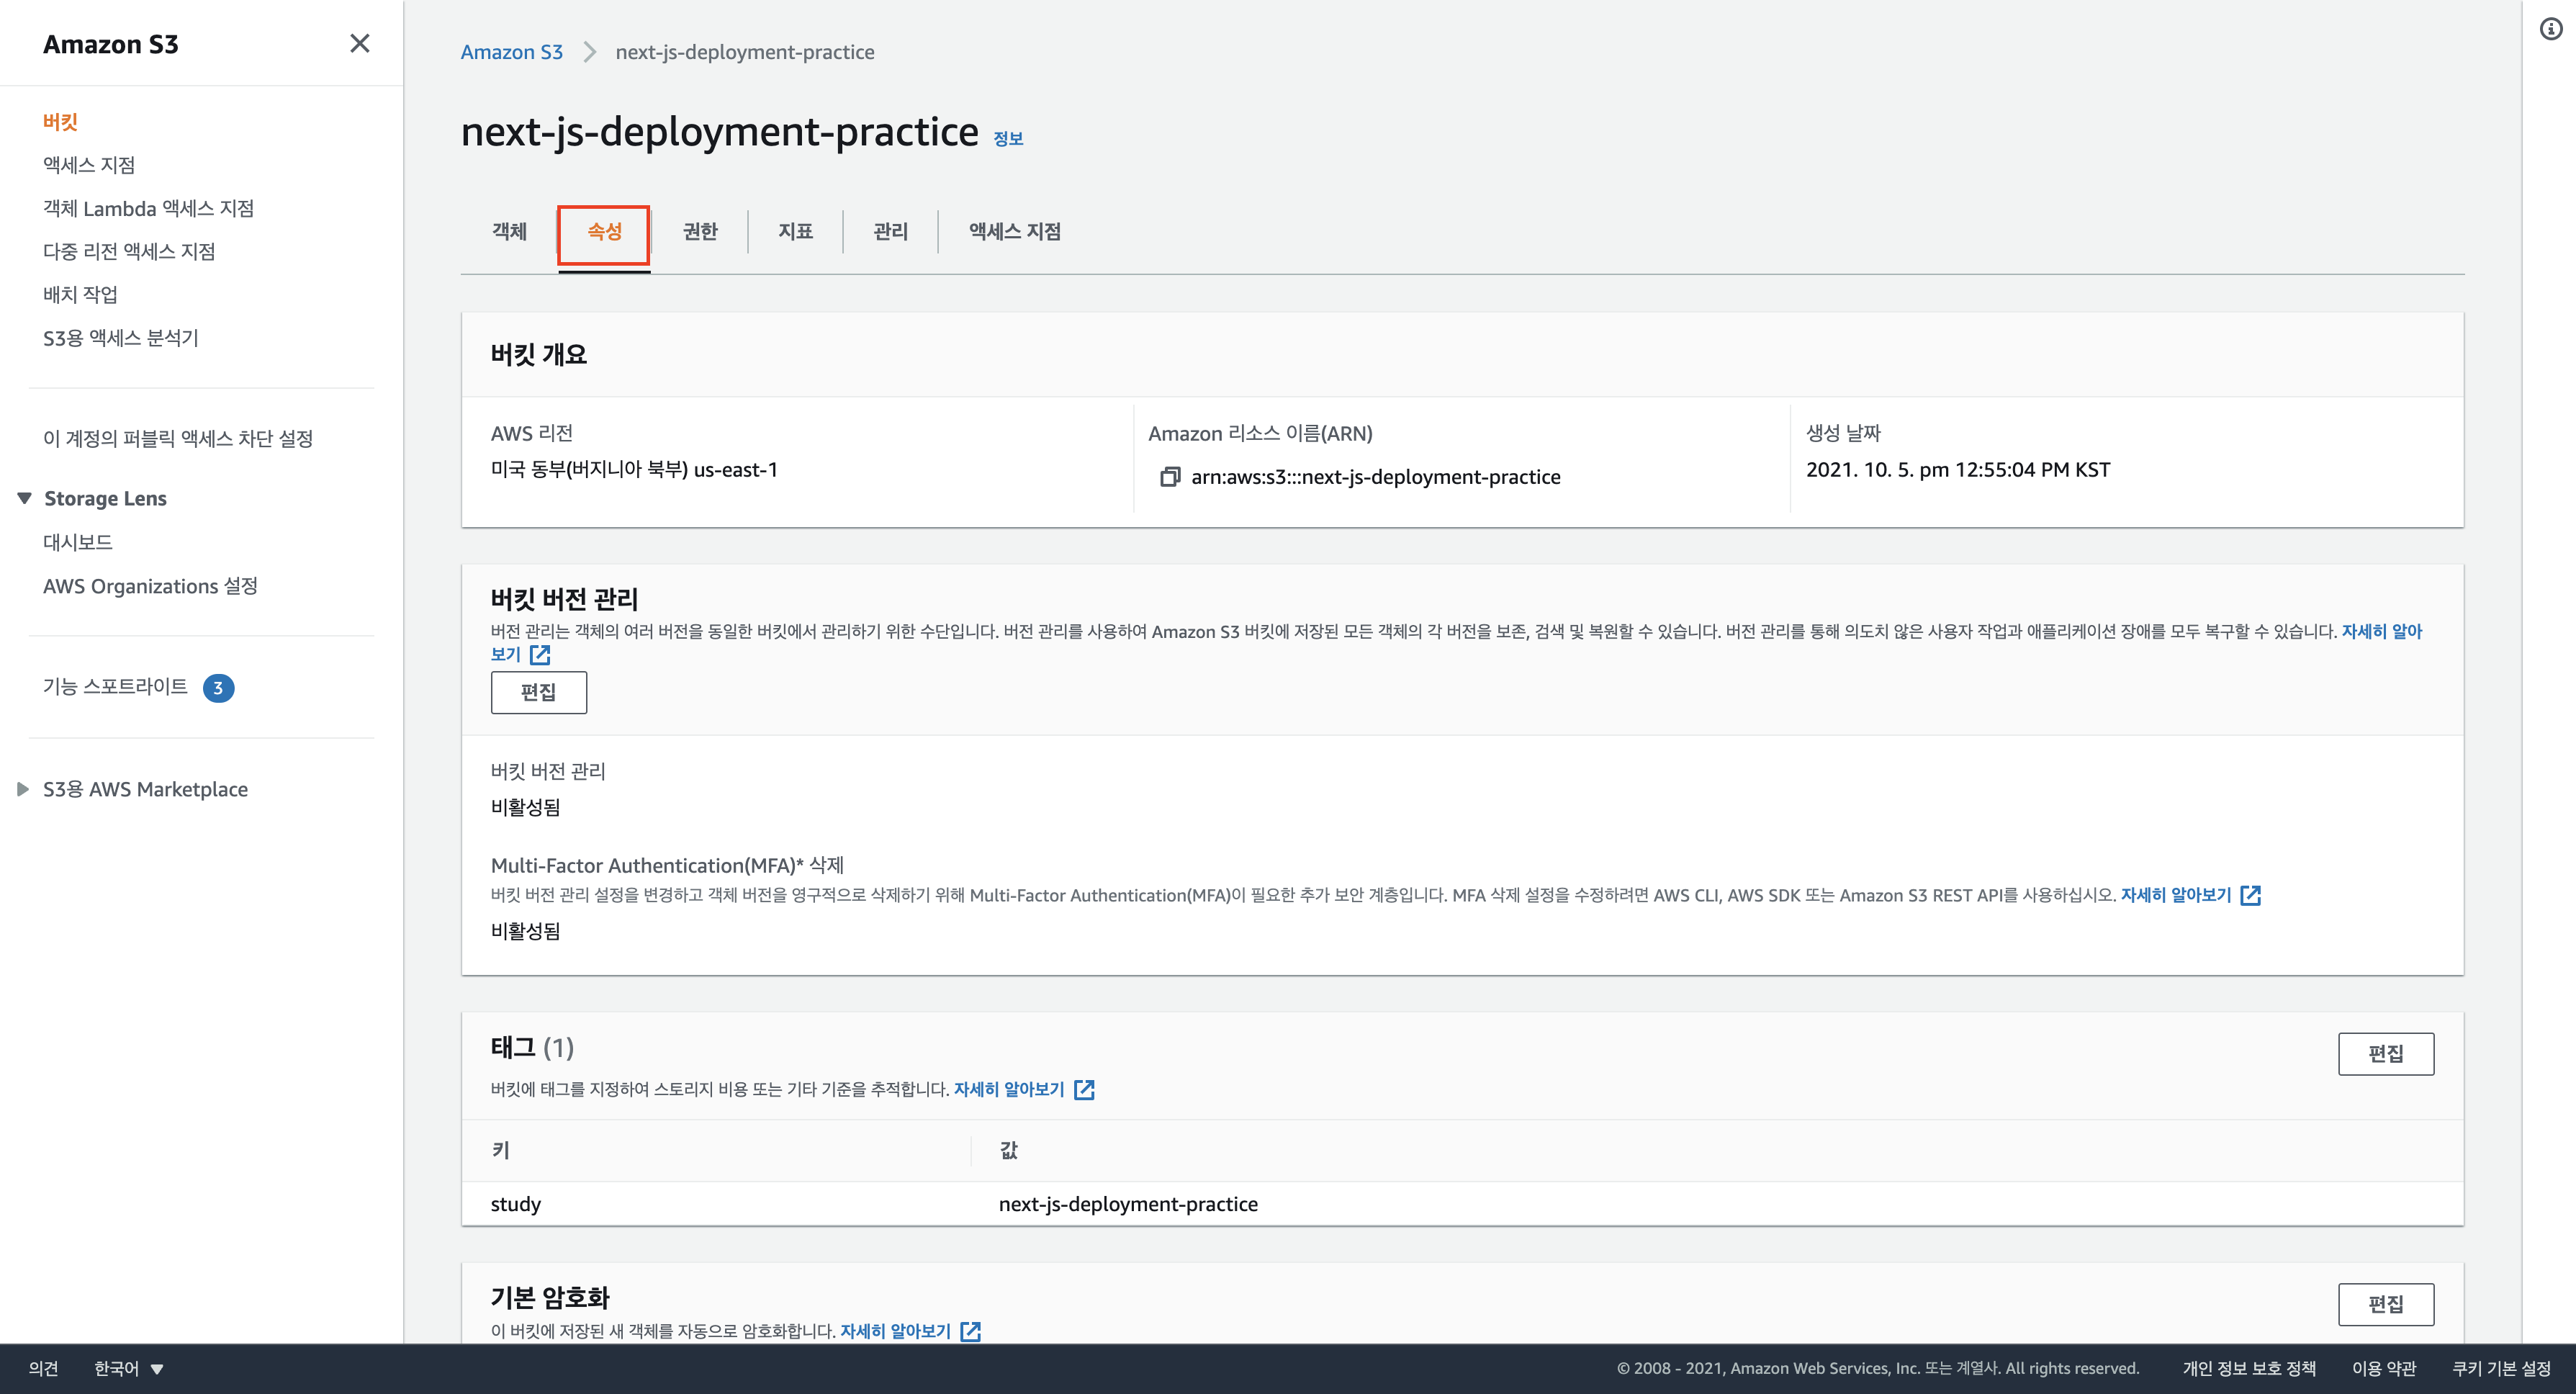 Amazon S3
버킷
액세스 지점
객체 Lambda 액세스 지점
다중 리전 액세스 지점
배치 작업
S3용 액세스 분석기
이 계정의 퍼블릭 액세스 차단 설정
Storage Lens
대시보드
AWS Organizations 설정
기능 스포트라이트 3
S3용 AWS Marketplace
Amazon S3 next-js-deployment-practice
next-js-deployment-practice 정보
객체 속성 권한 지표 관리 액세스 지점
버킷 개요
AWS 리전
미국 동부(버지니아 북부) us-east-1
Amazon 리소스 이름(ARN)
arn:aws:s3:::next-js-deployment-practice
생성 날짜
2021. 10. 5. pm 12:55:04 PM KST
버킷 버전 관리
버전 관리는 객체의 여러 버전을 동일한 버킷에서 관리하기 위한 수단입니다. 버전 관리를 사용하여 Amazon S3 버킷에 저장된 모든 객체의 각 버전을 보존, 검색 및 복원할 수 있습니다. 버전 관리를 통해 의도치 않은 사용자 작업과 애플리케이션 장애를 모두 복구할 수 있습니다. 자세히 알아
보기
편집
버킷 버전 관리
비활성됨
Multi-Factor Authentication(MFA)* 삭제
버킷 버전 관리 설정을 변경하고 객체 버전을 영구적으로 삭제하기 위해 Multi-Factor Authentication(MFA)이 필요한 추가 보안 계층입니다. MFA 삭제 설정을 수정하려면 AWS CLI, AWS SDK 또는 Amazon S3 REST API를 사용하십시오. 자세히 알아보기
비활성됨
태그 (1)
편집
버킷에 태그를 지정하여 스토리지 비용 또는 기타 기준을 추적합니다. 자세히 알아보기
키 값
study next-js-deployment-practice
기본 암호화
편집
이 버킷에 저장된 새 객체를 자동으로 암호화합니다. 자세히 알아보기
의견 한국어 © 2008 - 2021, Amazon Web Services, Inc. 또는 계열사. All rights reserved. 개인 정보 보호 정책 이용 약관 쿠키 기본 설정